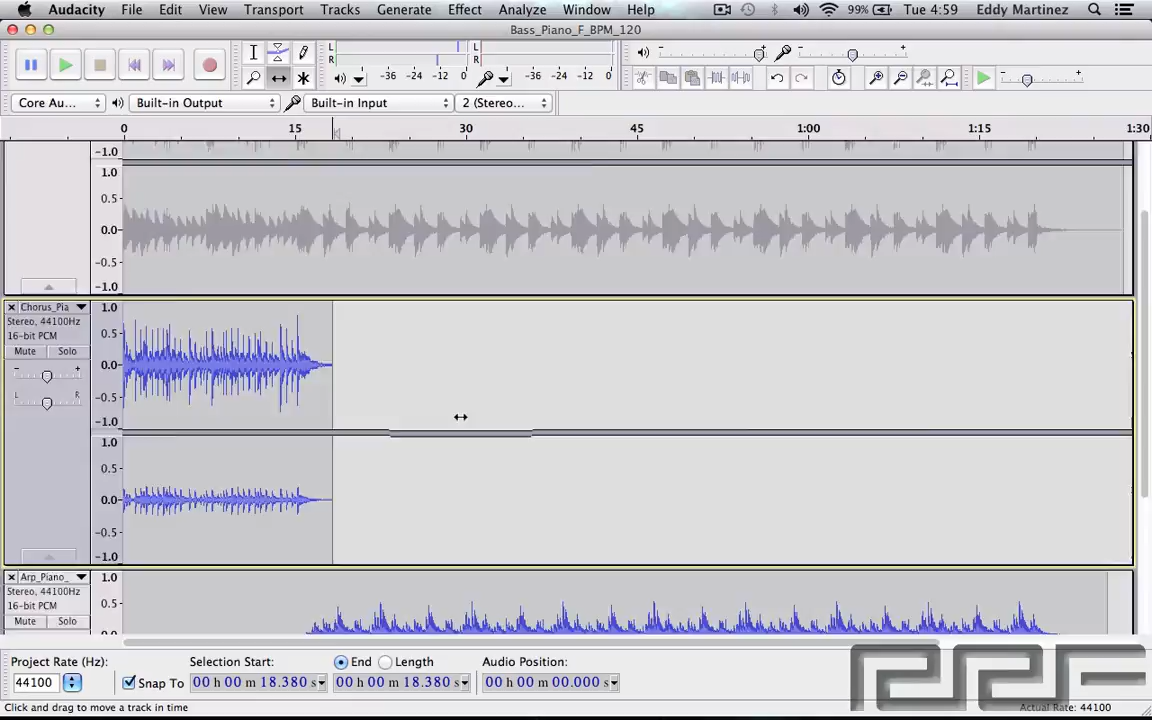 Audacity File Edit View Transport Tracks Generate Effect Analyze Window Help 99% Tue 4:59 Eddy Martinez
Bass_Piano_F_BPM_120
L
R
-36 -24 -12 0
L
R
-36 -24 -12 0
Core Au... Built-in Output Built-in Input 2 (Stereo...
0 15 30 45 1:00 1:15 1:30
-1.0
1.0
0.5
0.0
-0.5
-1.0
Chorus_Pia
Stereo, 44100Hz
16-bit PCM
Mute Solo
- +
L R
1.0
0.5
0.0
-0.5
-1.0
1.0
0.5
0.0
-0.5
-1.0
Arp_Piano_
Stereo, 44100Hz
16-bit PCM
Mute Solo
1.0
0.5
0.0
Project Rate (Hz): Selection Start: End Length Audio Position:
44100 Snap To 00 h 00 m 18.380 s 00 h 00 m 18.380 s 00 h 00 m 00.000 s
Click and drag to move a track in time Actual Rate: 44100